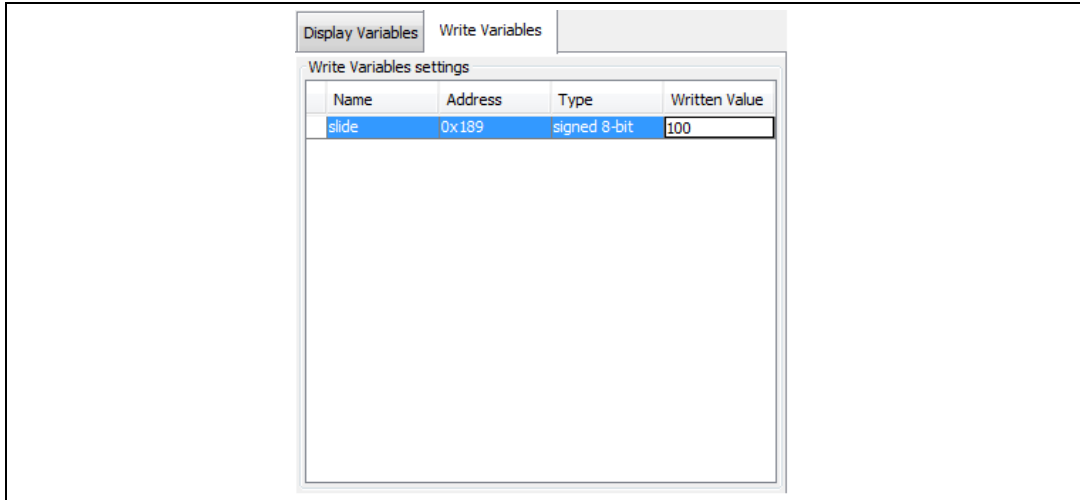 Display Variables Write Variables
Write Variables settings
Name Address Type Written Value
slide 0x189 signed 8-bit 100